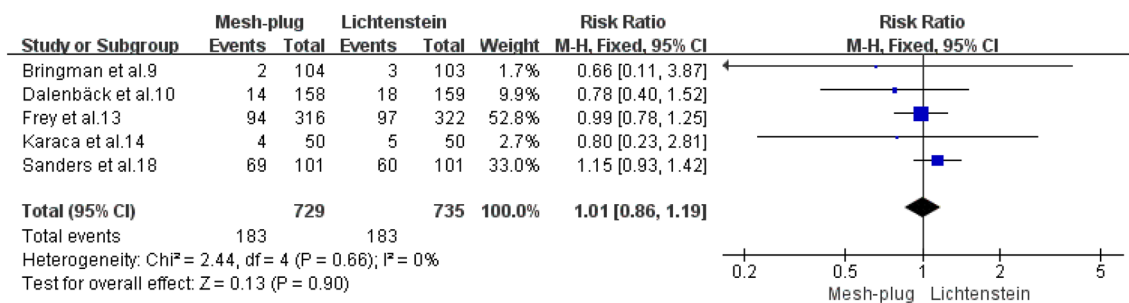 Mesh-plug Lichtenstein Risk Ratio Risk Ratio
Study or Subgroup Events Total Events Total Weight M-H, Fixed, 95% CI M-H, Fixed, 95% CI
Bringman et al.9 2 104 3 103 1.7% 0.66 [0.11, 3.87]
Dalenbäck et al.10 14 158 18 159 9.9% 0.78 [0.40, 1.52]
Frey et al.13 94 316 97 322 52.8% 0.99 [0.78, 1.25]
Karaca et al.14 4 50 5 50 2.7% 0.80 [0.23, 2.81]
Sanders et al.18 69 101 60 101 33.0% 1.15 [0.93, 1.42]
Total (95% CI) 729 735 100.0% 1.01 [0.86, 1.19]
Total events 183 183
Heterogeneity: Chi² = 2.44, df = 4 (P = 0.66); I² = 0%
Test for overall effect: Z = 0.13 (P = 0.90)
0.2 0.5 1 2 5
Mesh-plug Lichtenstein